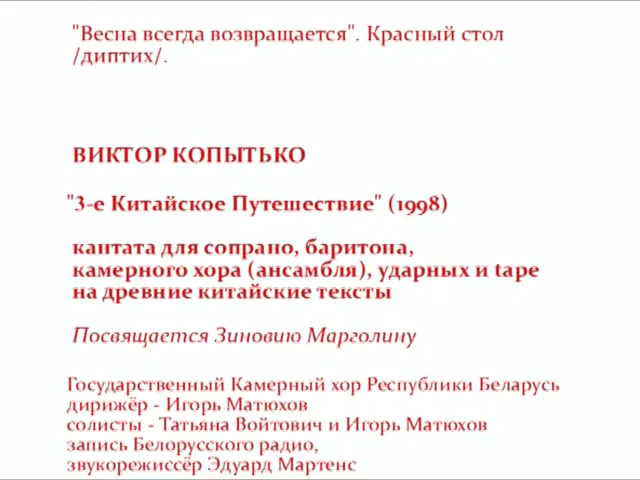 "Весна всегда возвращается". Красный стол
/диптих/.
ВИКТОР КОПЫТЬКО
"3-е Китайское Путешествие" (1998)
кантата для сопрано, баритона,
камерного хора (ансамбля), ударных и tape
на древние китайские тексты
Посвящается Зиновию Марголину
Государственный Камерный хор Республики Беларусь
дирижёр - Игорь Матюхов
солисты - Татьяна Войтович и Игорь Матюхов
запись Белорусского радио,
звукорежиссёр Эдуард Мартенс